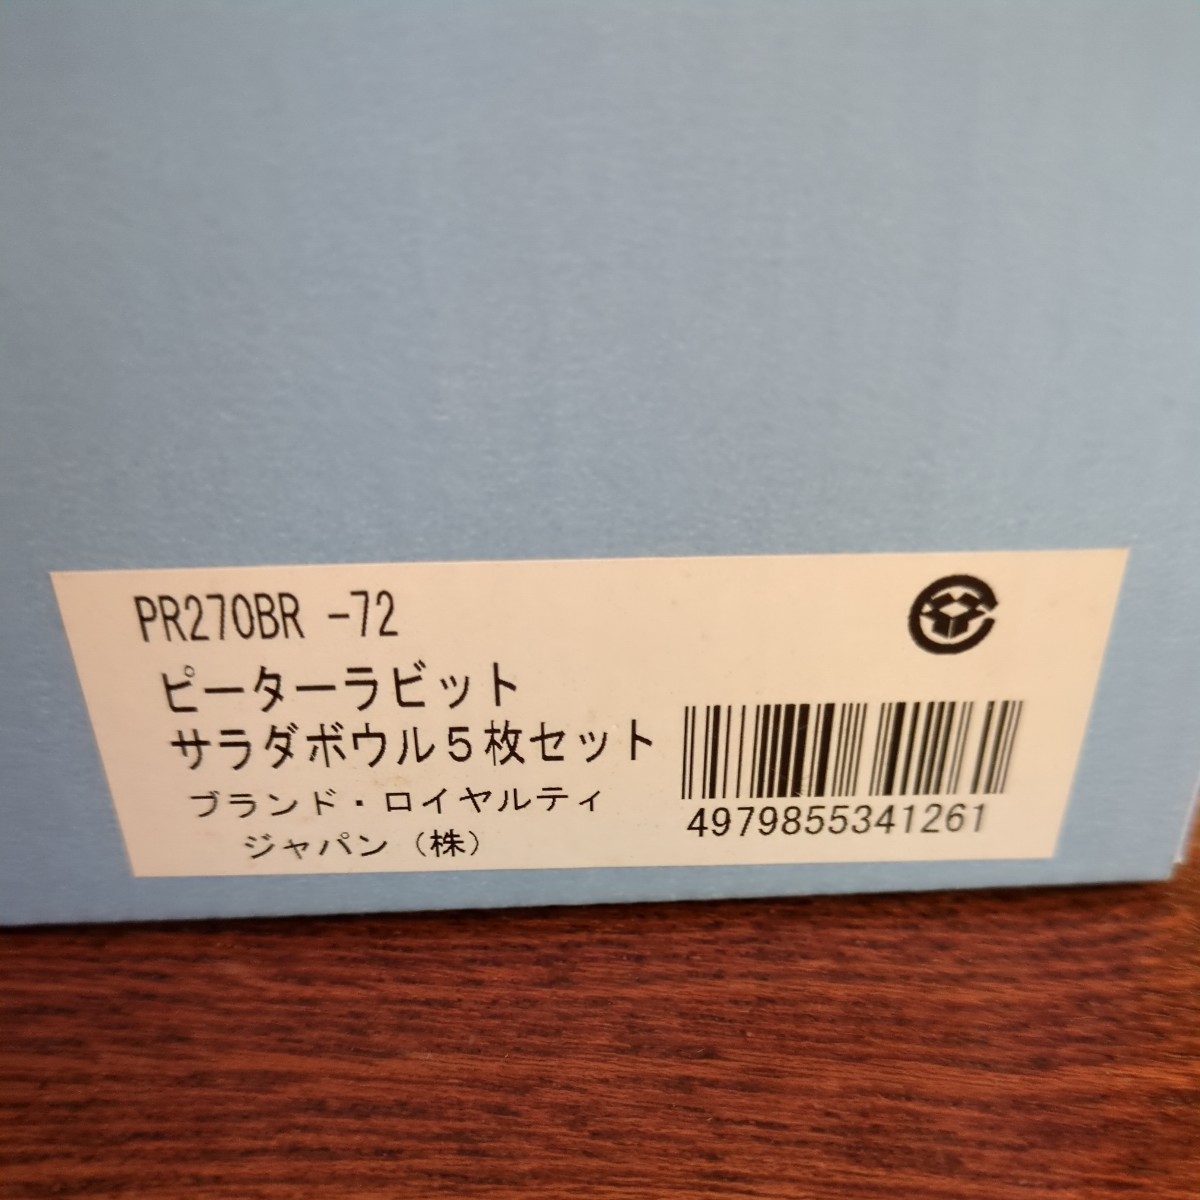 PR270BR -72
ピーターラビット
サラダボウル５枚セット
ブランド・ロイヤルティ
ジャパン（株）
4979855341261